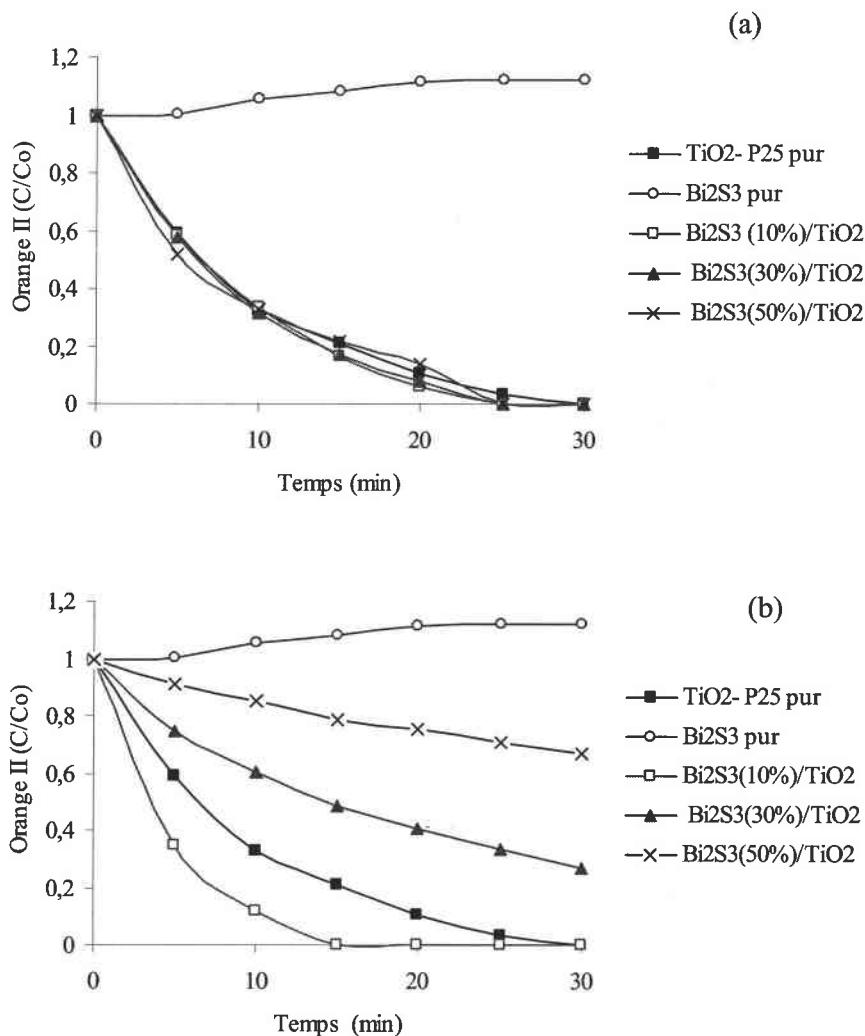 (a)
1,2
1
0,8
0,6
0,4
0,2
0
Orange II (C/Co)
0 10 20 30
Temps (min)
TiO2- P25 pur
Bi2S3 pur
Bi2S3 (10%)/TiO2
Bi2S3(30%)/TiO2
Bi2S3(50%)/TiO2
(b)
1,2
1
0,8
0,6
0,4
0,2
0
Orange II (C/Co)
0 10 20 30
Temps (min)
TiO2- P25 pur
Bi2S3 pur
Bi2S3(10%)/TiO2
Bi2S3(30%)/TiO2
Bi2S3(50%)/TiO2